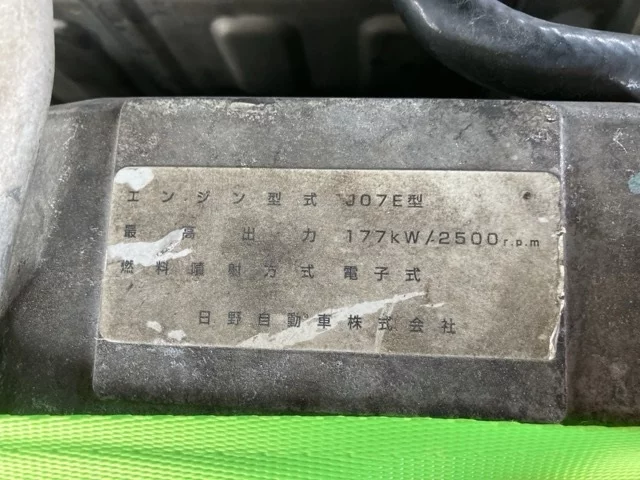 エンジン型式 J07E型
最高出力 177kW/2500r.p.m
燃料噴射方式 電子式
日野自動車株式会社